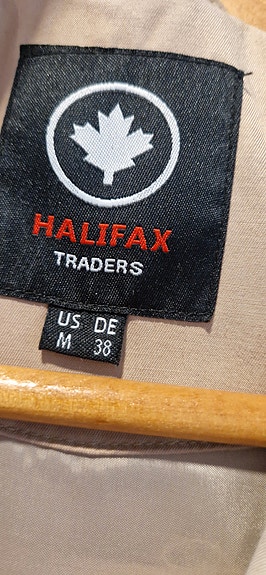 HALIFAX
TRADERS
US DE
M 38